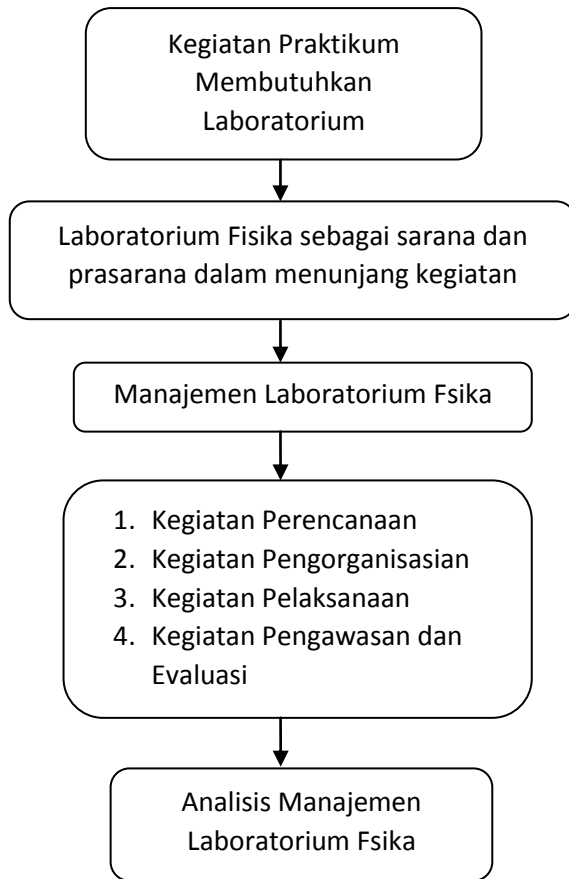 Kegiatan Praktikum
Membutuhkan
Laboratorium
Laboratorium Fisika sebagai sarana dan
prasarana dalam menunjang kegiatan
Manajemen Laboratorium Fsika
1. Kegiatan Perencanaan
2. Kegiatan Pengorganisasian
3. Kegiatan Pelaksanaan
4. Kegiatan Pengawasan dan
Evaluasi
Analisis Manajemen
Laboratorium Fsika